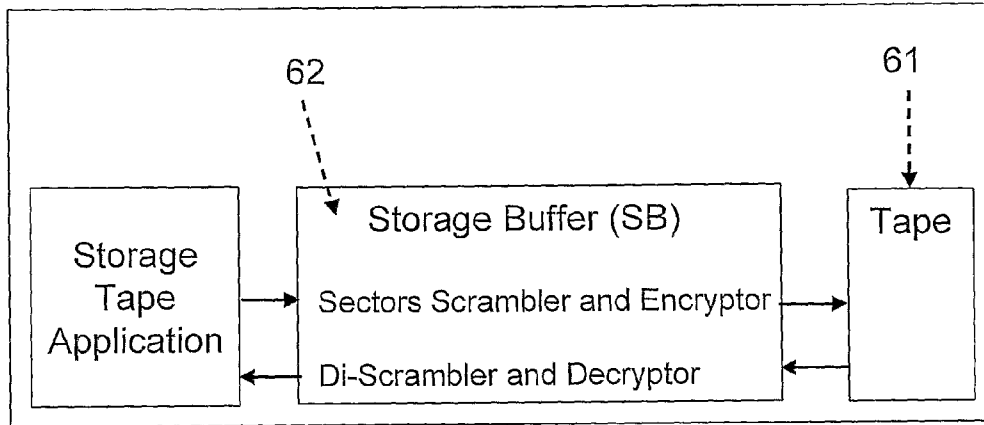 62
61
Storage Tape Application
Storage Buffer (SB)
Sectors Scrambler and Encryptor
Di-Scrambler and Decryptor
Tape